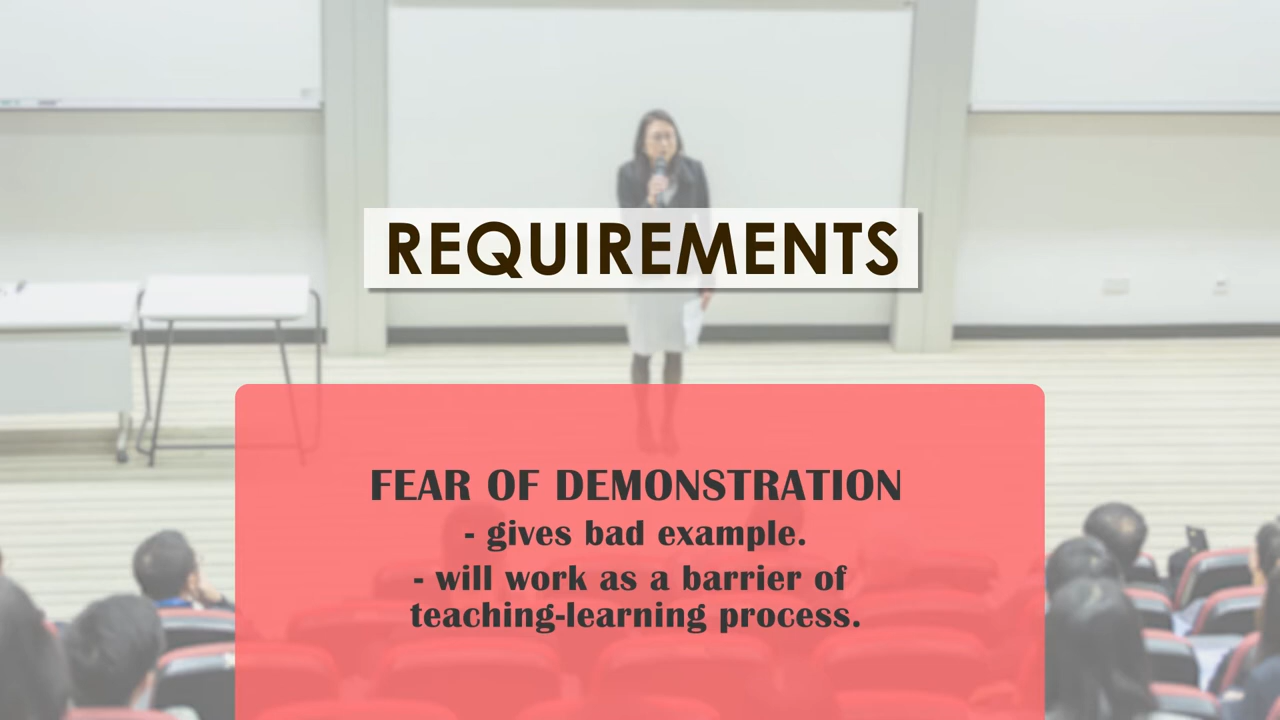 REQUIREMENTS
FEAR OF DEMONSTRATION
- gives bad example.
- will work as a barrier of
teaching-learning process.